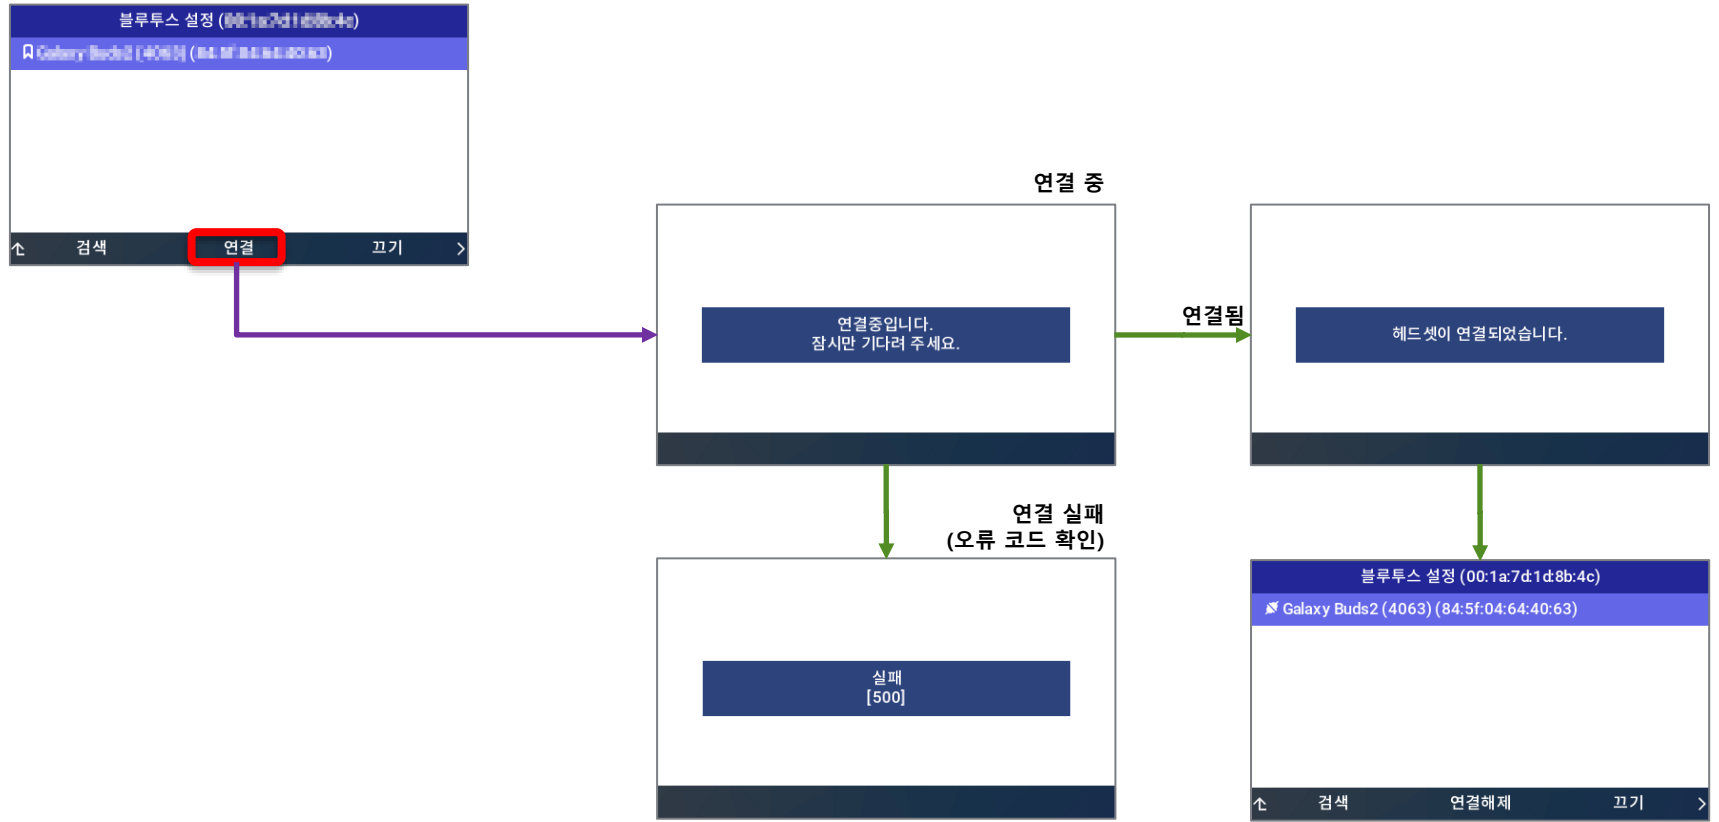 블루투스 설정 (
검색 연결 끄기
연결 중
연결중입니다.
잠시만 기다려 주세요.
연결됨
헤드셋이 연결되었습니다.
연결 실패
(오류 코드 확인)
실패
[500]
블루투스 설정 (00:1a:7d:1d:8b:4c)
Galaxy Buds2 (4063) (84:5f:04:64:40:63)
검색 연결해제 끄기